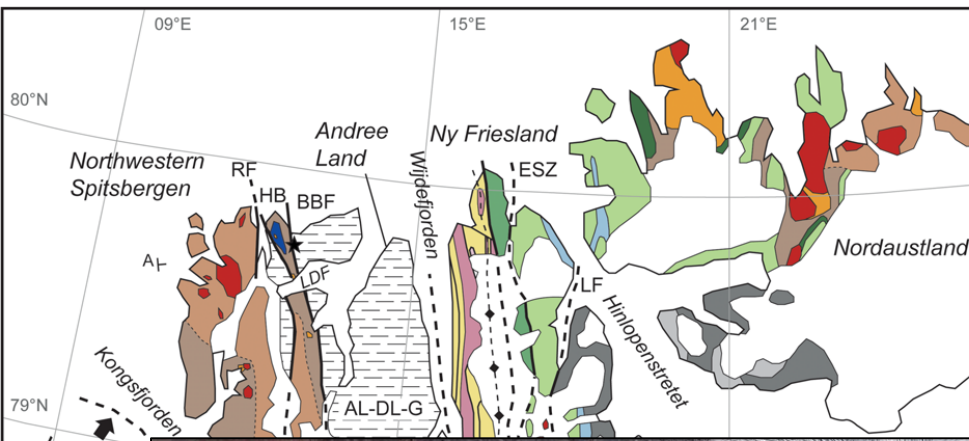 09°E
15°E
21°E
80°N
Andree
Land
Ny Friesland
Northwestern
Spitsbergen
RF
HB
BBF
Wijdefjorden
ESZ
Nordaustland
LDF
LF
Hinlopenstretet
Kongsfjorden
AL-DL-G
79°N